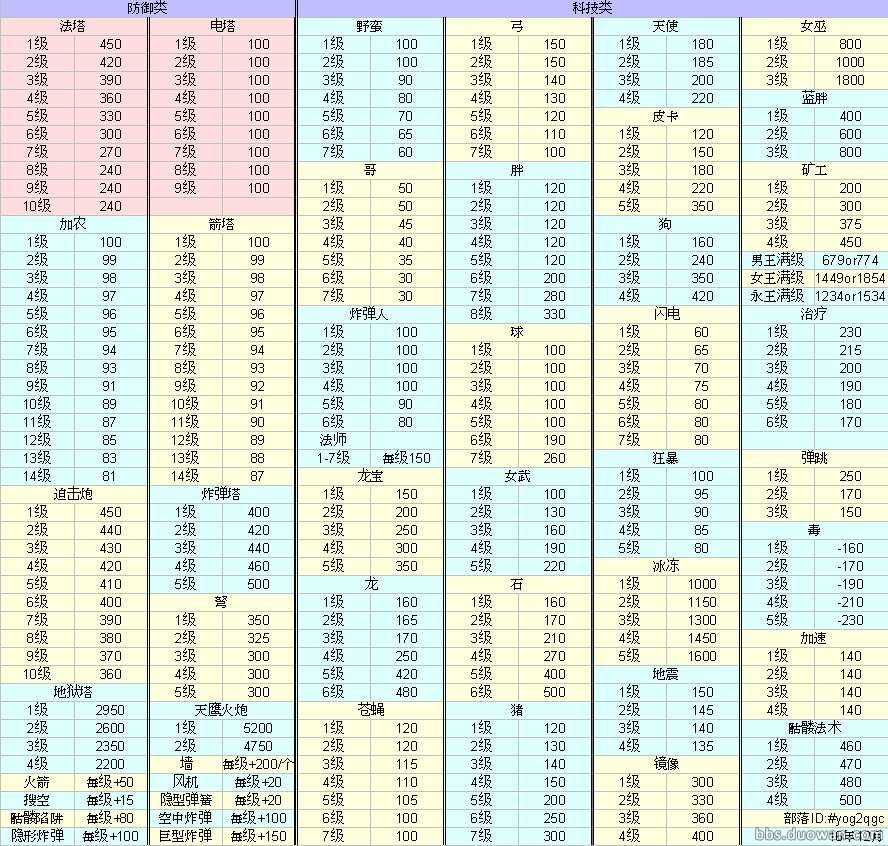 防御类
法塔
1级 450
2级 420
3级 390
4级 360
5级 330
6级 300
7级 270
8级 240
9级 240
10级 240
加农
1级 100
2级 99
3级 98
4级 97
5级 96
6级 95
7级 94
8级 93
9级 91
10级 89
11级 87
12级 85
13级 83
14级 81
迫击炮
1级 450
2级 440
3级 430
4级 420
5级 410
6级 400
7级 390
8级 380
9级 370
10级 360
地狱塔
1级 2950
2级 2600
3级 2350
4级 2200
火箭 每级+50
搜空 每级+15
骷髅陷阱 每级+80
隐形炸弹 每级+100
电塔
1级 100
2级 100
3级 100
4级 100
5级 100
6级 100
7级 100
8级 100
9级 100
箭塔
1级 100
2级 99
3级 98
4级 97
5级 96
6级 95
7级 94
8级 93
9级 92
10级 91
11级 90
12级 89
13级 88
14级 87
炸弹塔
1级 400
2级 420
3级 440
4级 460
5级 500
弩
1级 350
2级 325
3级 300
4级 300
5级 300
天鹰火炮
1级 5200
2级 4750
墙 每级+200/个
风机 每级+20
隐型弹簧 每级+20
空中炸弹 每级+100
巨型炸弹 每级+150
科技类
野蛮
1级 100
2级 100
3级 90
4级 80
5级 70
6级 65
7级 60
哥
1级 50
2级 50
3级 45
4级 40
5级 35
6级 30
7级 30
炸弹人
1级 100
2级 100
3级 100
4级 100
5级 90
6级 80
法师
1-7级 每级150
龙宝
1级 150
2级 200
3级 250
4级 300
5级 350
龙
1级 160
2级 165
3级 170
4级 250
5级 420
6级 480
苍蝇
1级 120
2级 120
3级 115
4级 110
5级 105
6级 100
7级 100
弓
1级 150
2级 150
3级 140
4级 130
5级 120
6级 110
7级 100
胖
1级 120
2级 120
3级 120
4级 120
5级 120
6级 200
7级 280
8级 330
球
1级 100
2级 100
3级 100
4级 100
5级 100
6级 190
7级 260
女武
1级 100
2级 130
3级 160
4级 190
5级 220
石
1级 160
2级 170
3级 210
4级 270
5级 400
6级 500
猪
1级 120
2级 130
3级 140
4级 150
5级 200
6级 250
7级 300
天使
1级 180
2级 185
3级 200
4级 220
皮卡
1级 120
2级 150
3级 180
4级 220
5级 350
狗
1级 160
2级 240
3级 350
4级 420
闪电
1级 60
2级 65
3级 70
4级 75
5级 80
6级 80
7级 80
狂暴
1级 100
2级 95
3级 90
4级 85
5级 80
冰冻
1级 1000
2级 1150
3级 1300
4级 1450
5级 1600
地震
1级 150
2级 145
3级 140
4级 135
镜像
1级 300
2级 330
3级 360
4级 400
女巫
1级 800
2级 1000
3级 1800
蓝胖
1级 400
2级 600
3级 800
矿工
1级 200
2级 300
3级 375
4级 450
男王满级 679or774
女王满级 1449or1854
永王满级 1234or1534
治疗
1级 230
2级 215
3级 200
4级 190
5级 180
6级 170
弹跳
1级 250
2级 170
3级 150
毒
1级 -160
2级 -170
3级 -190
4级 -210
5级 -230
加速
1级 140
2级 140
3级 140
4级 140
骷髅法术
1级 460
2级 470
3级 480
4级 500
部落ID:#yog2qgc
bbs.duowan.com